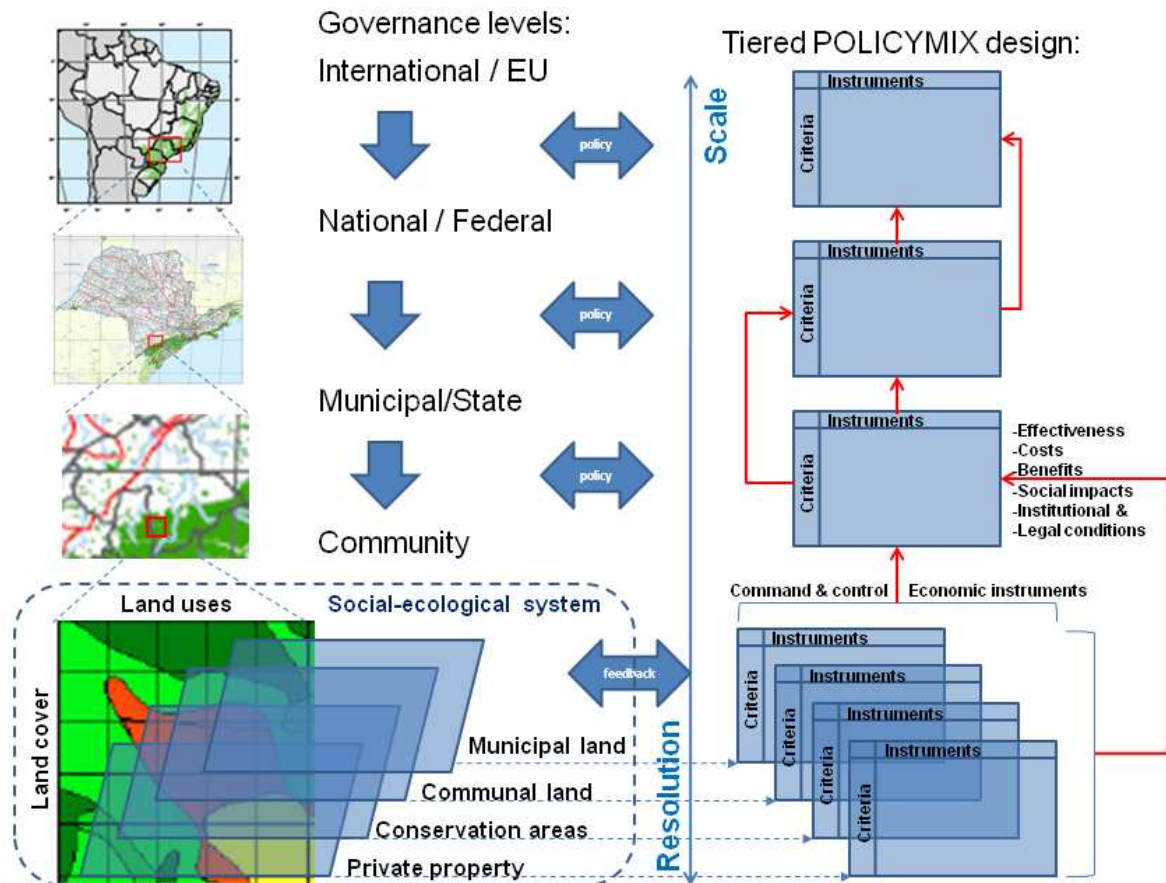 Governance levels:
International / EU
policy
National / Federal
policy
Municipal/State
policy
Community
Land uses
Social-ecological system
Land cover
feedback
Municipal land
Communal land
Conservation areas
Private property
Scale
Resolution
Tiered POLICYMIX design:
Instruments
Criteria
Instruments
Criteria
Instruments
Criteria
-Effectiveness
-Costs
-Benefits
-Social impacts
-Institutional &
-Legal conditions
Command & control
Economic instruments
Instruments
Criteria
Instruments
Criteria
Instruments
Criteria
Instruments
Criteria